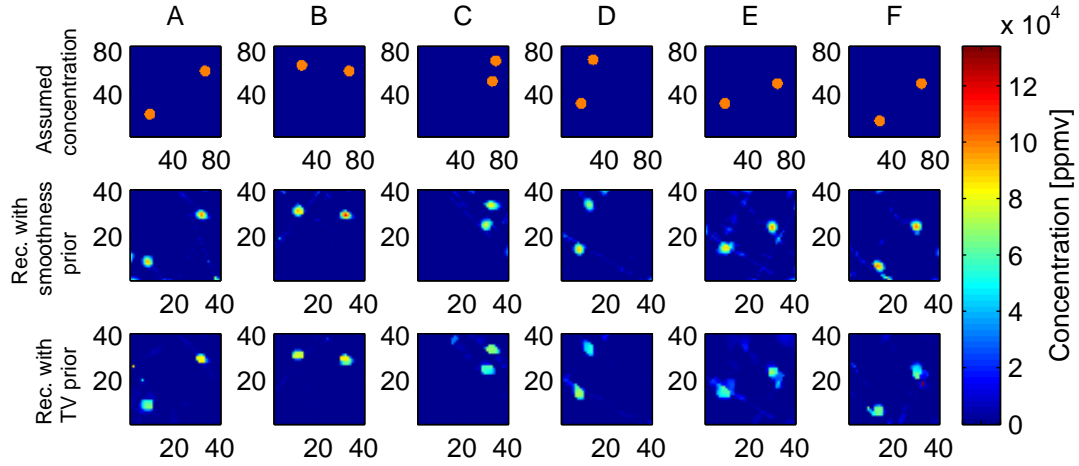 A B C D E F
x 10^4
Assumed
concentration
80 80 80 80 80 80
40 40 40 40 40 40
40 80 40 80 40 80 40 80 40 80 40 80
Rec. with
smoothness
prior
40 40 40 40 40 40
20 20 20 20 20 20
20 40 20 40 20 40 20 40 20 40 20 40
Rec. with
TV prior
40 40 40 40 40 40
20 20 20 20 20 20
20 40 20 40 20 40 20 40 20 40 20 40
12
10
8
6
4
2
0
Concentration [ppmv]